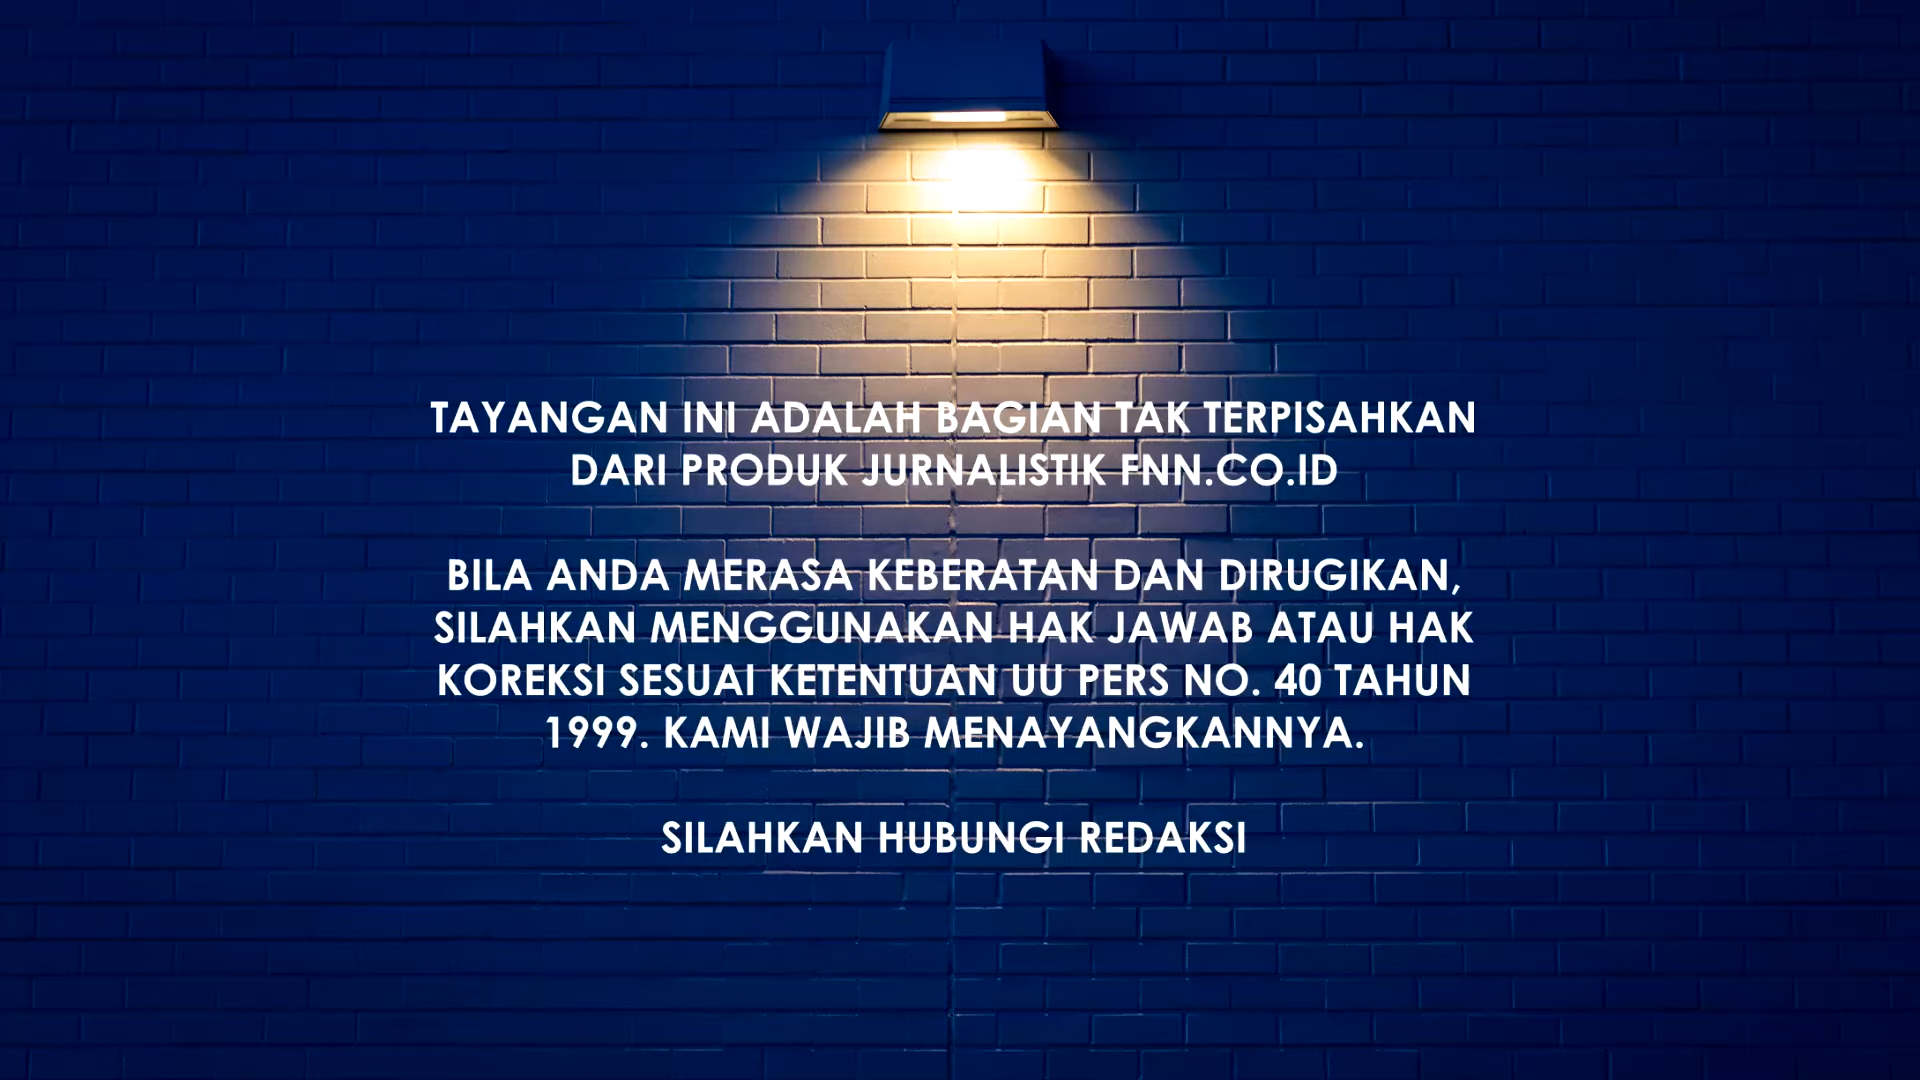 TAYANGAN INI ADALAH BAGIAN TAK TERPISAHKAN
DARI PRODUK JURNALISTIK FNN.CO.ID
BILA ANDA MERASA KEBERATAN DAN DIRUGIKAN,
SILAHKAN MENGGUNAKAN HAK JAWAB ATAU HAK
KOREKSI SESUAI KETENTUAN UU PERS NO. 40 TAHUN
1999. KAMI WAJIB MENAYANGKANNYA.
SILAHKAN HUBUNGI REDAKSI